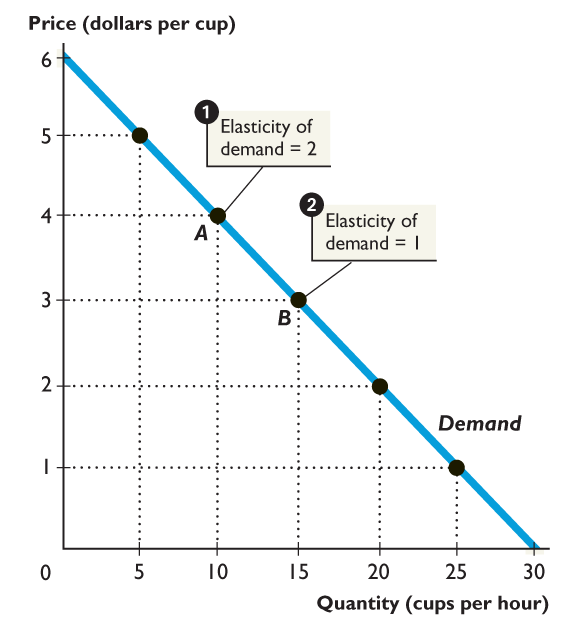 Price (dollars per cup)
6
1
Elasticity of
demand = 2
5
2
Elasticity of
demand = 1
4
A
3
B
2
Demand
1
0
5
10
15
20
25
30
Quantity (cups per hour)